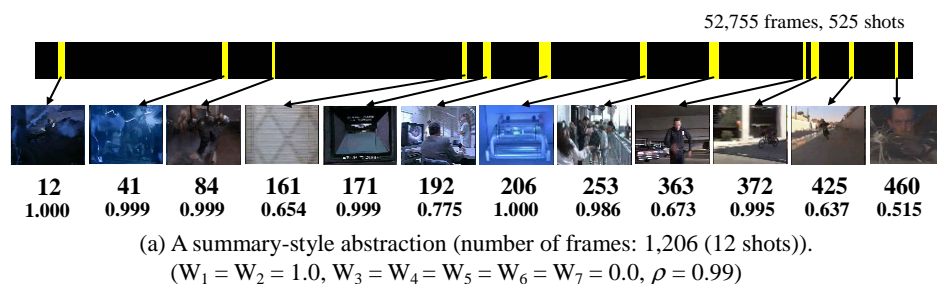 52,755 frames, 525 shots
12 41 84 161 171 192 206 253 363 372 425 460
1.000 0.999 0.999 0.654 0.999 0.775 1.000 0.986 0.673 0.995 0.637 0.515
(a) A summary-style abstraction (number of frames: 1,206 (12 shots)).
(W₁ = W₂ = 1.0, W₃ = W₄ = W₅ = W₆ = W₇ = 0.0, ρ = 0.99)